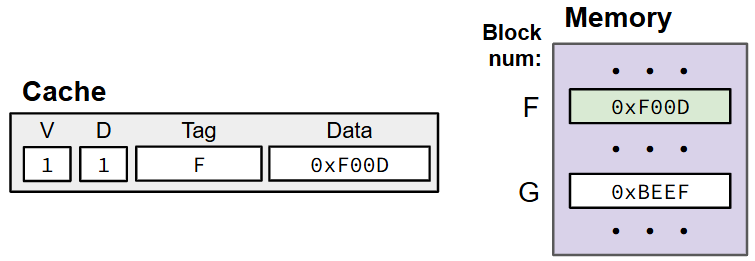 Cache
V D Tag Data
1 1 F 0xF00D
Memory
Block
num:
• • •
F 0xF00D
• • •
G 0xBEEF
• • •